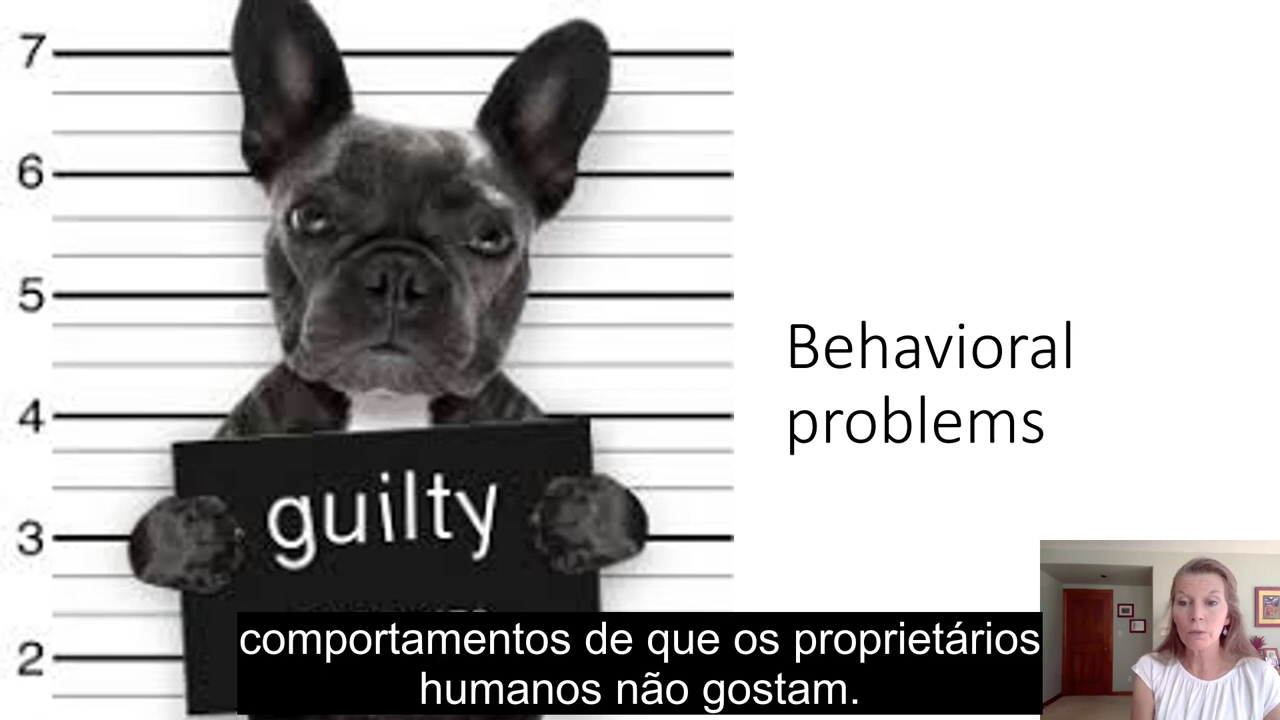 7
6
5
4
3
2
Behavioral
problems
guilty
comportamentos de que os proprietários
humanos não gostam.